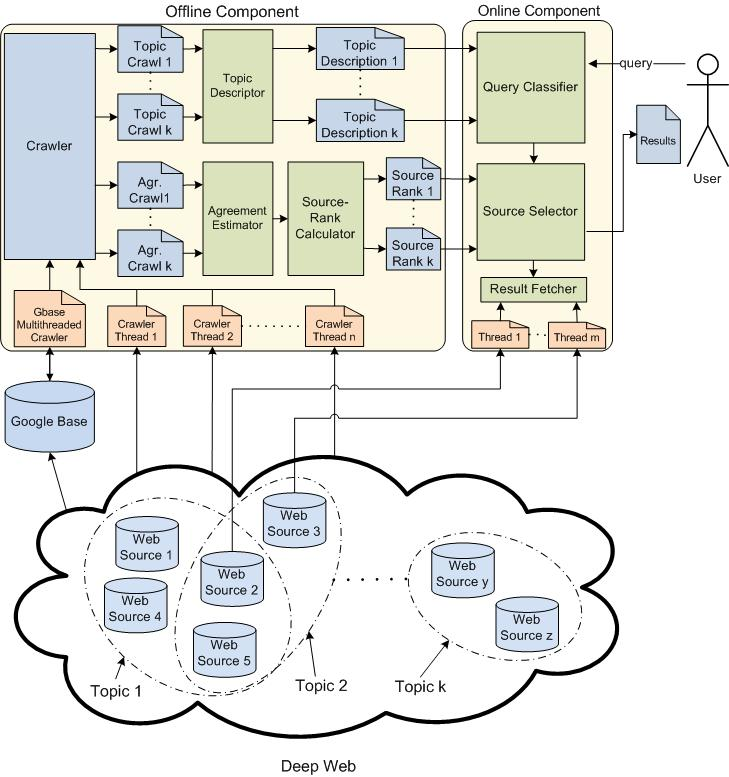 Offline Component
Online Component
Crawler
Topic
Crawl 1
Topic
Crawl k
Topic
Descriptor
Topic
Description 1
Topic
Description k
Query Classifier
query
User
Results
Agr.
Crawl1
Agr.
Crawl k
Agreement
Estimator
Source-
Rank
Calculator
Source
Rank 1
Source
Rank k
Source Selector
Result Fetcher
Gbase
Multithreaded
Crawler
Crawler
Thread 1
Crawler
Thread 2
Crawler
Thread n
Thread 1
Thread m
Google Base
Web
Source 1
Web
Source 2
Web
Source 3
Web
Source 4
Web
Source 5
Web
Source y
Web
Source z
Topic 1
Topic 2
Topic k
Deep Web